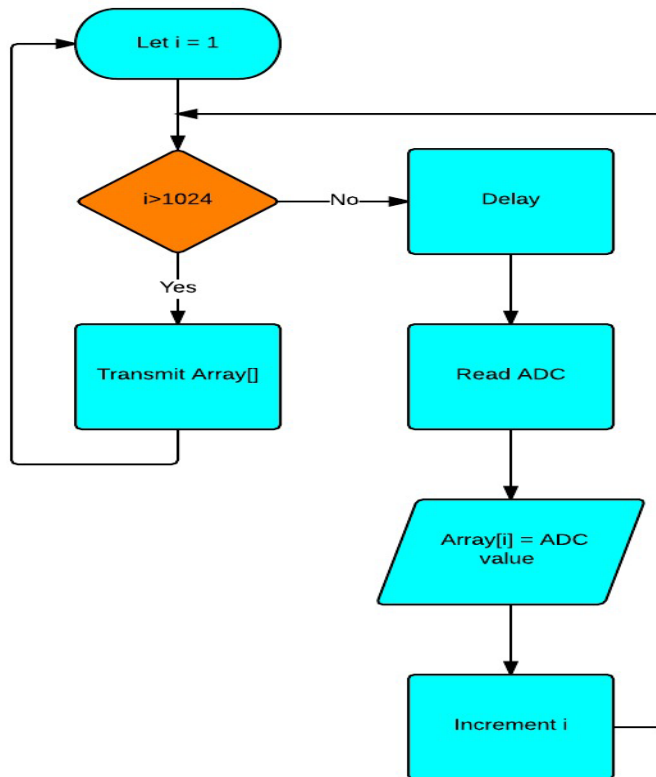 Let i = 1
i>1024
No
Delay
Yes
Transmit Array[]
Read ADC
Array[i] = ADC
value
Increment i